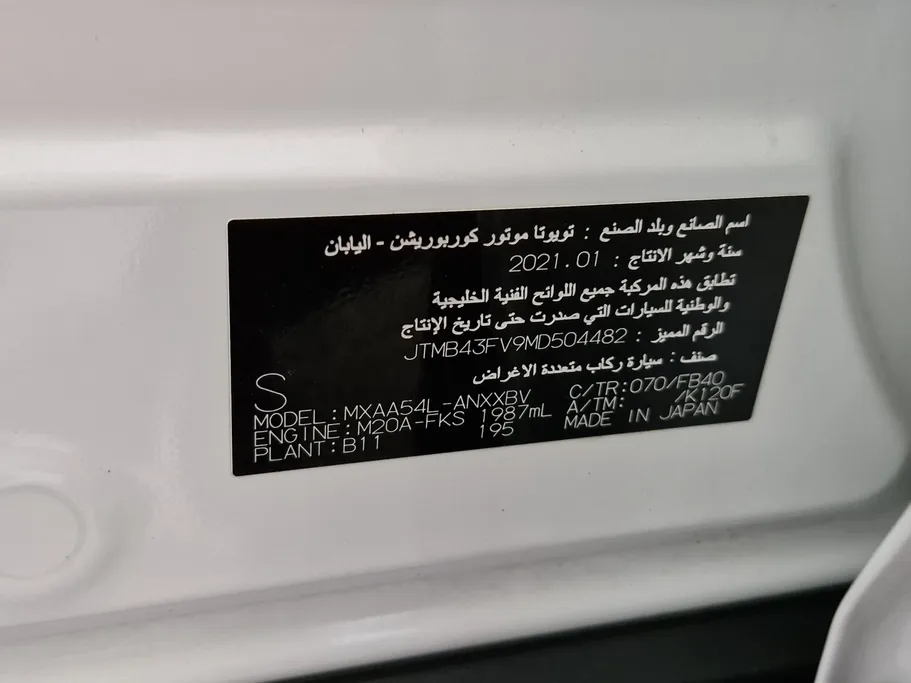 اسم الصانع وبلد الصنع : تويوتا موتور كوربوريشن - اليابان
سنة وشهر الانتاج : 2021.01
تطابق هذه المركبة جميع اللوائح الفنية الخليجية
والوطنية للسيارات التي صدرت حتى تاريخ الإنتاج
الرقم المميز : JTMB43FV9MD504482
صنف : سيارة ركاب متعددة الاغراض
S
MODEL:MXAA54L-ANXXBV C/TR:070/FB40
ENGINE:M20A-FKS 1987mL A/TM: /K120F
PLANT:B11 195 MADE IN JAPAN